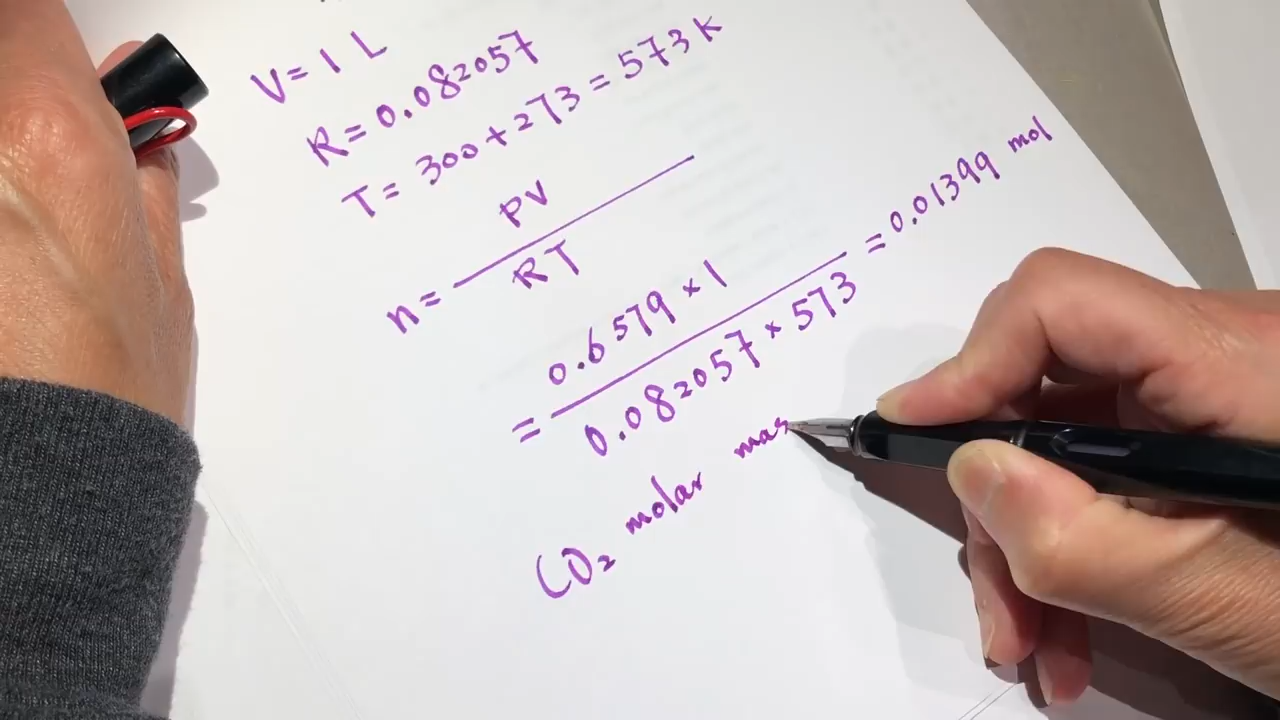 V = 1 L
R = 0.082057
T = 300 + 273 = 573 K
n = PV / RT
= 0.6579 × 1 / 0.082057 × 573 = 0.01399 mol
CO₂ molar mas